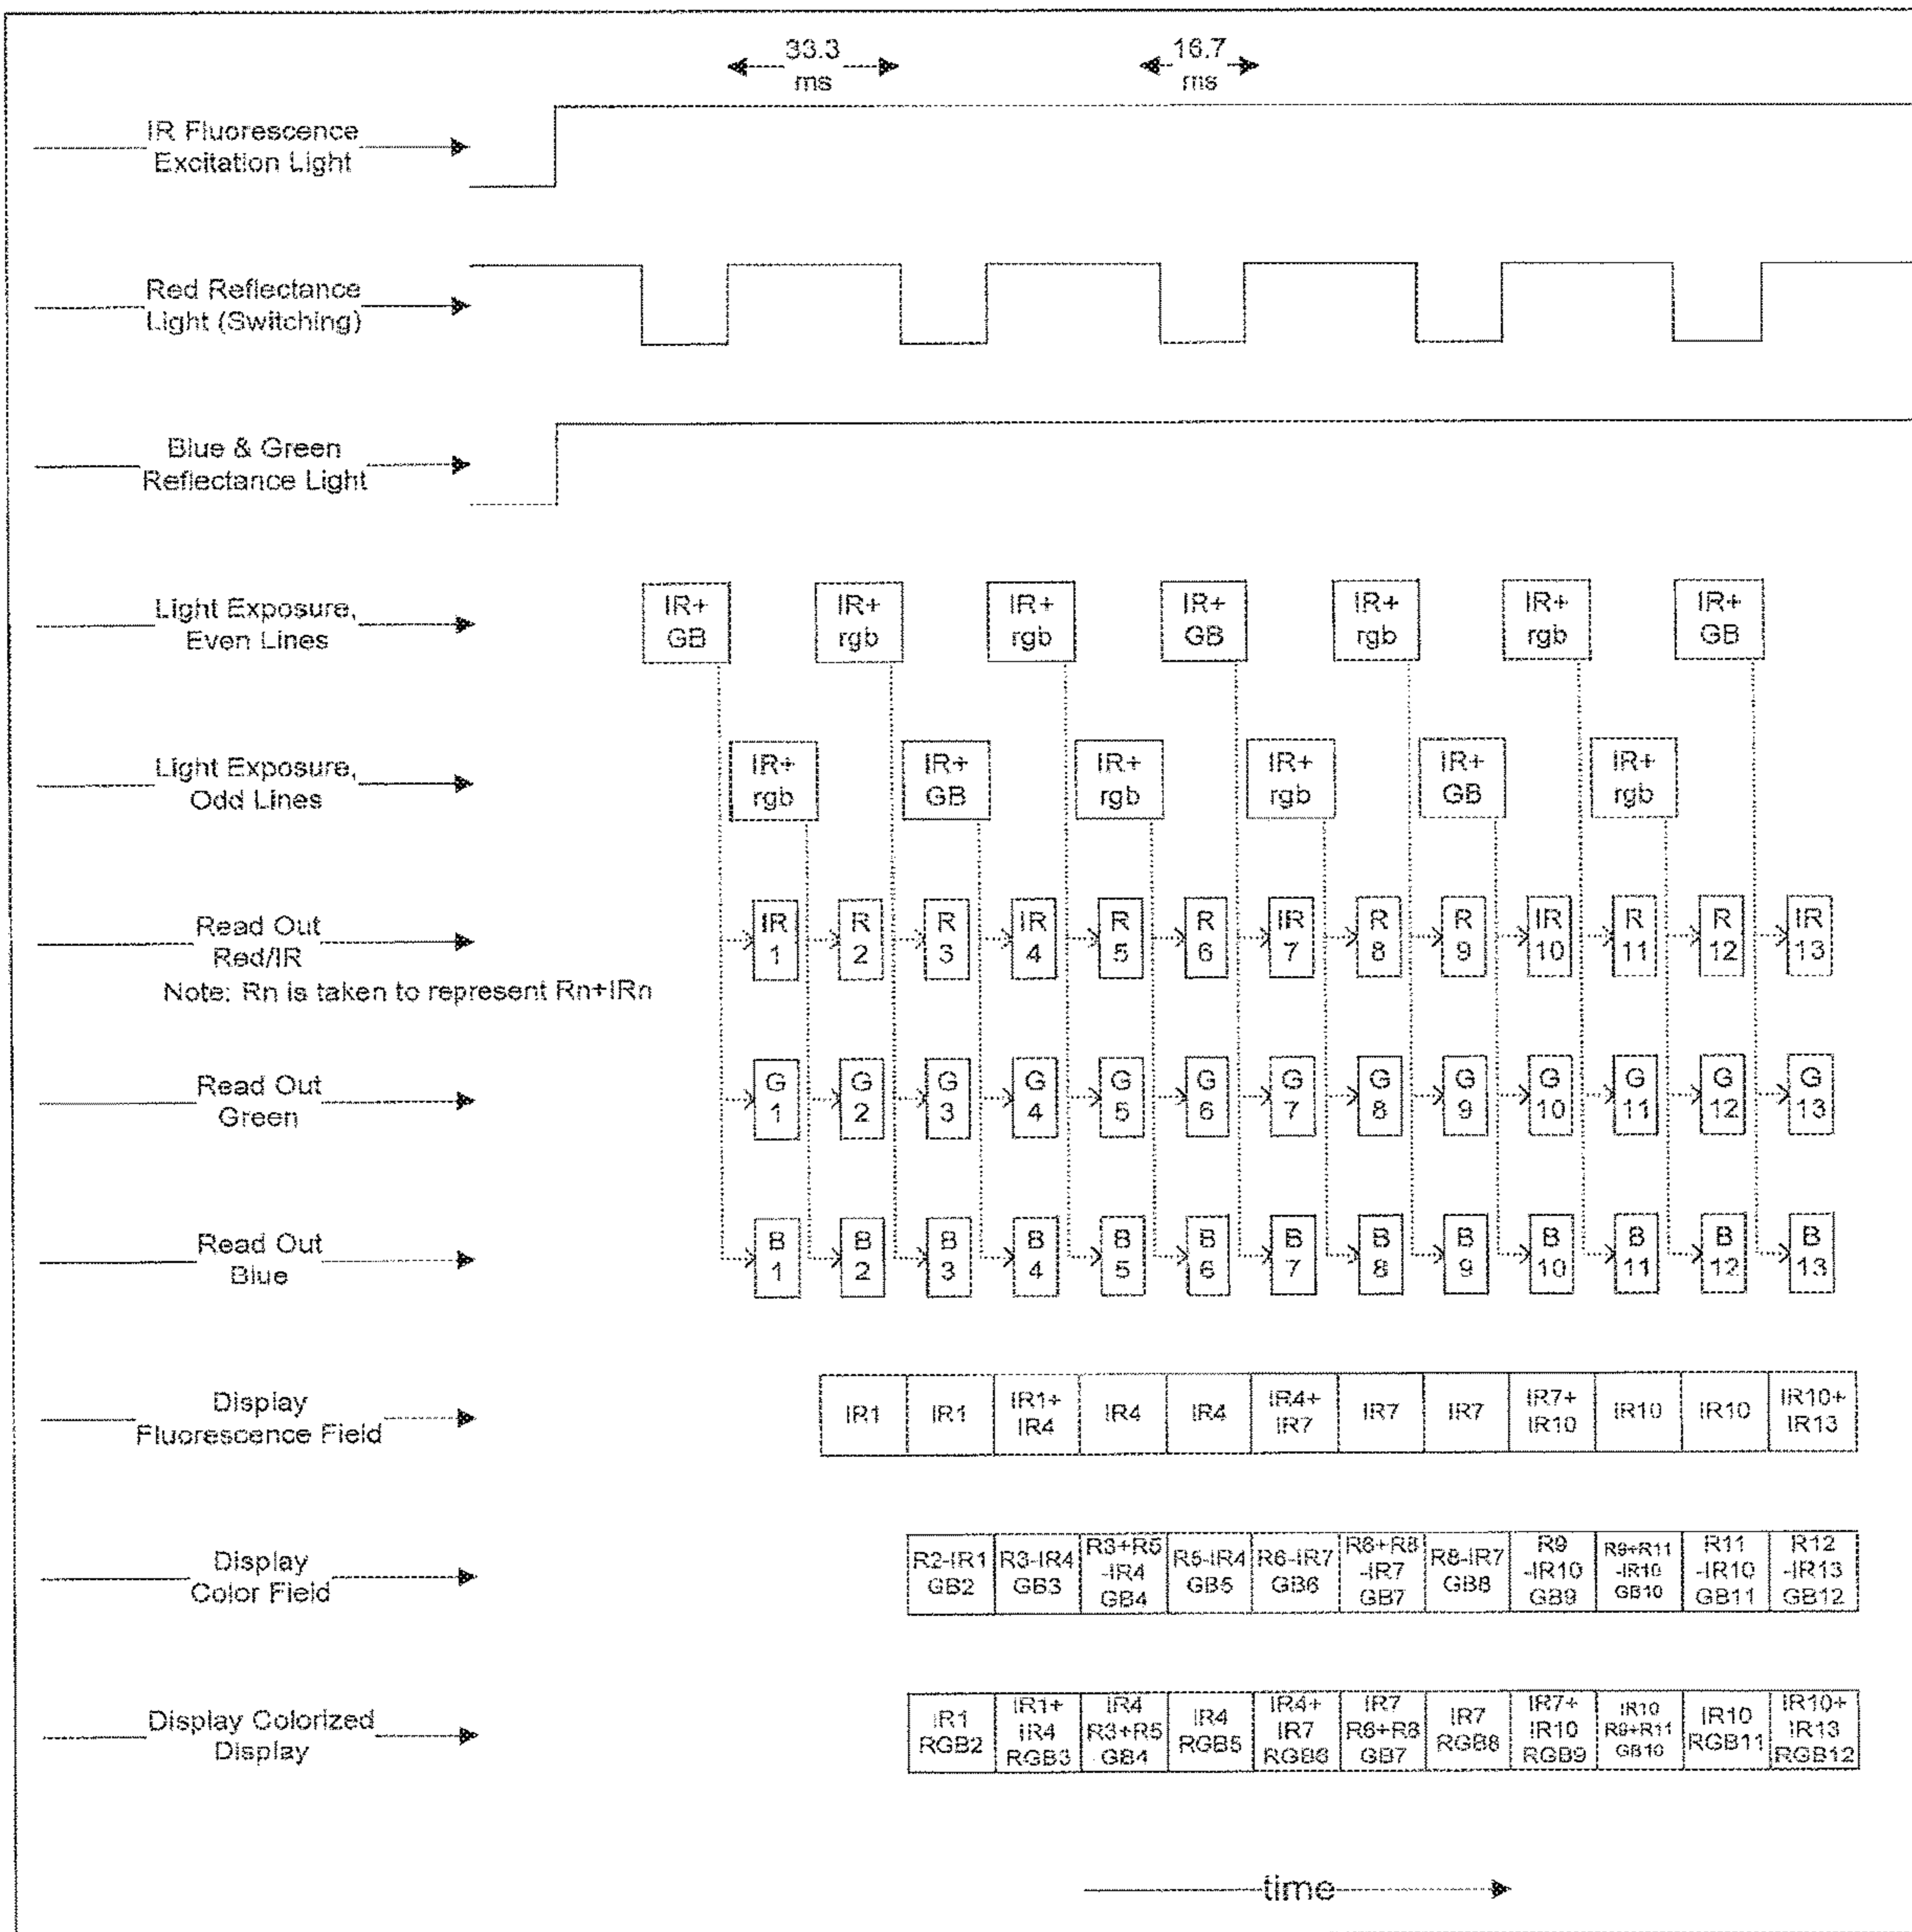 33.3
ms
16.7
ms
IR Fluorescence
Excitation Light
Red Reflectance
Light (Switching)
Blue & Green
Reflectance Light
Light Exposure,
Even Lines
IR+
GB
IR+
rgb
IR+
rgb
IR+
GB
IR+
rgb
IR+
rgb
IR+
GB
Light Exposure,
Odd Lines
IR+
rgb
IR+
GB
IR+
rgb
IR+
rgb
IR+
GB
IR+
rgb
Read Out
Red/IR
IR
1
R
2
R
3
IR
4
R
5
R
6
IR
7
R
8
R
9
IR
10
R
11
R
12
IR
13
Note: Rn is taken to represent Rn+IRn
Read Out
Green
G
1
G
2
G
3
G
4
G
5
G
6
G
7
G
8
G
9
G
10
G
11
G
12
G
13
Read Out
Blue
B
1
B
2
B
3
B
4
B
5
B
6
B
7
B
8
B
9
B
10
B
11
B
12
B
13
Display
Fluorescence Field
IR1
IR1
IR1+
IR4
IR4
IR4
IR4+
IR7
IR7
IR7
IR7+
IR10
IR10
IR10
IR10+
IR13
Display
Color Field
R2-IR1
GB2
R3-IR4
GB3
R3+R5
-IR4
GB4
R5-IR4
GB5
R6-IR7
GB6
R6+R8
-IR7
GB7
R8-IR7
GB8
R9
-IR10
GB9
R9+R11
-IR10
GB10
R11
-IR10
GB11
R12
-IR13
GB12
Display Colorized
Display
IR1
RGB2
IR1+
IR4
RGB3
IR4
R3+R5
GB4
IR4
RGB5
IR4+
IR7
RGB6
IR7
R6+R8
GB7
IR7
RGB8
IR7+
IR10
RGB9
IR10
R9+R11
GB10
IR10
RGB11
IR10+
IR13
RGB12
time